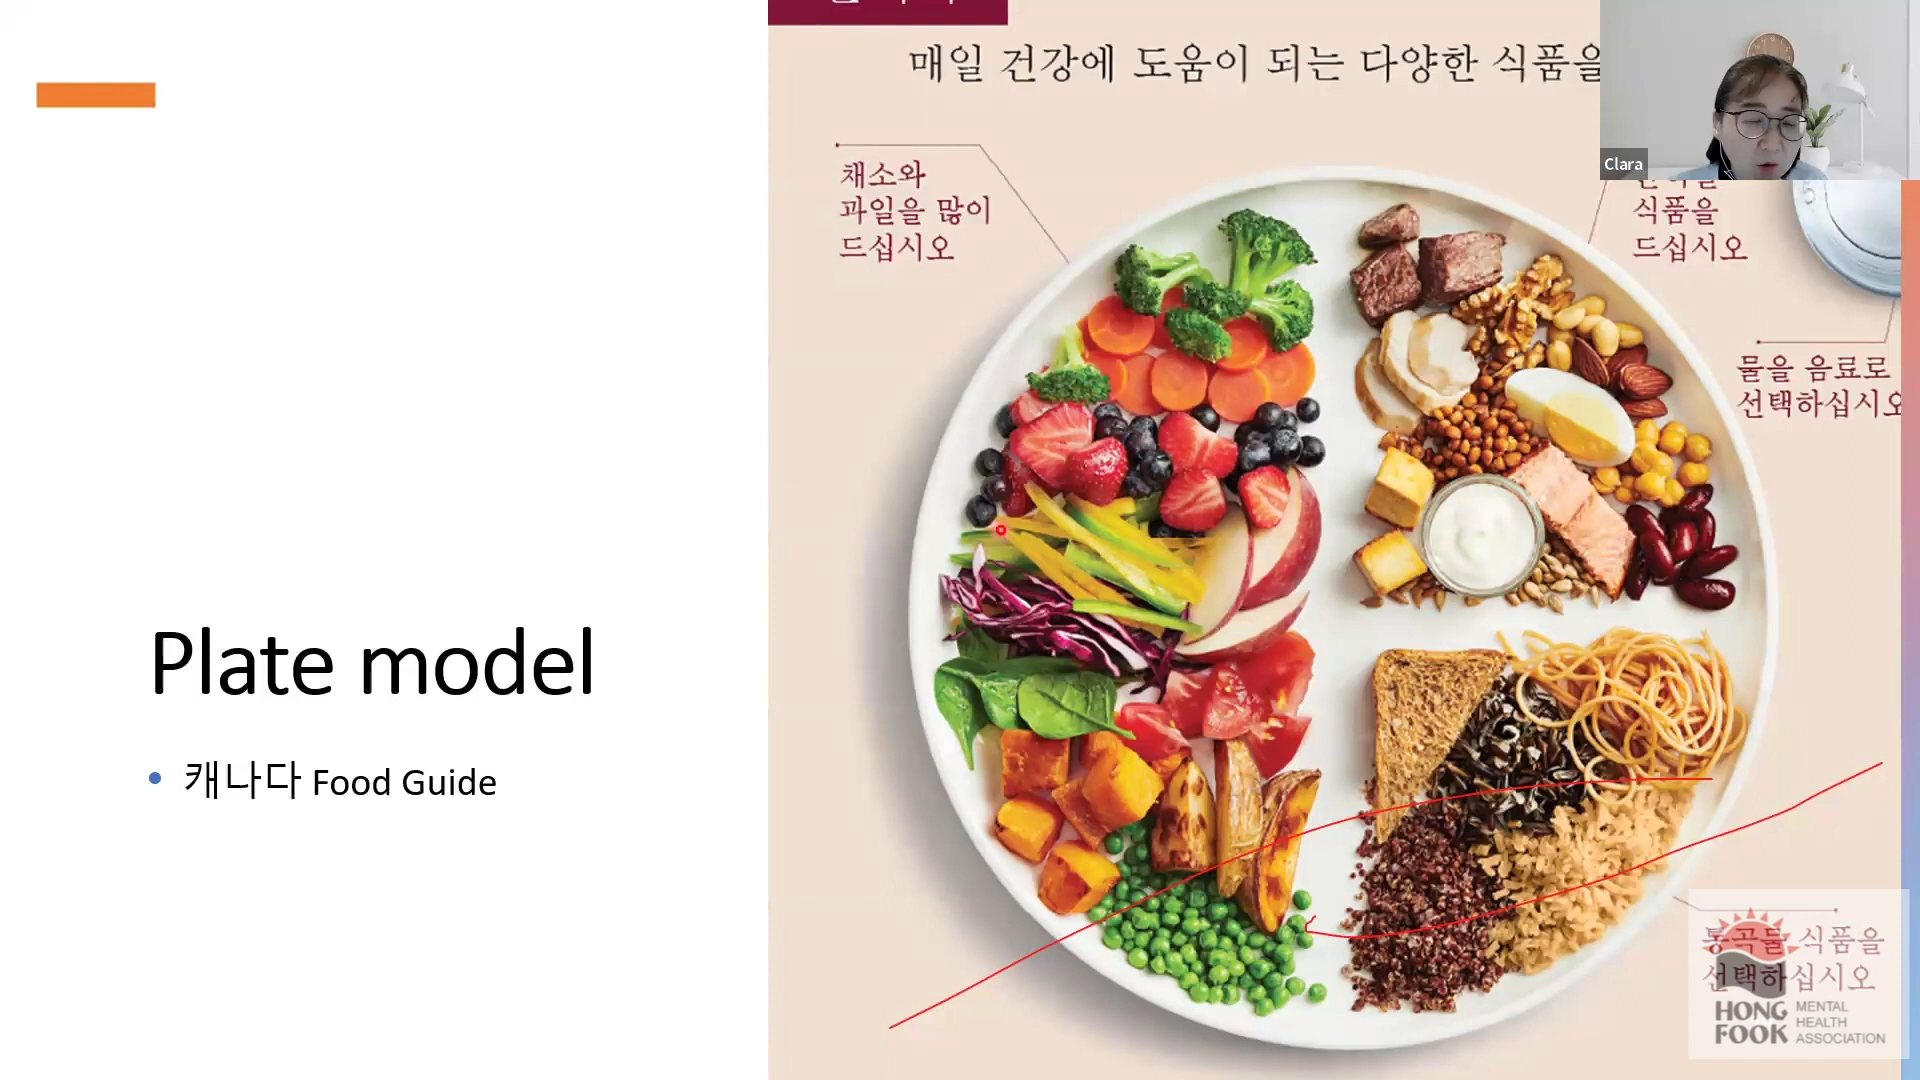 매일 건강에 도움이 되는 다양한 식품을
Clara
채소와
과일을 많이
드십시오
식품을
드십시오
물을 음료로
선택하십시오
Plate model
• 캐나다 Food Guide
통곡물 식품을
선택하십시오
HONG
FOOK
MENTAL
HEALTH
ASSOCIATION